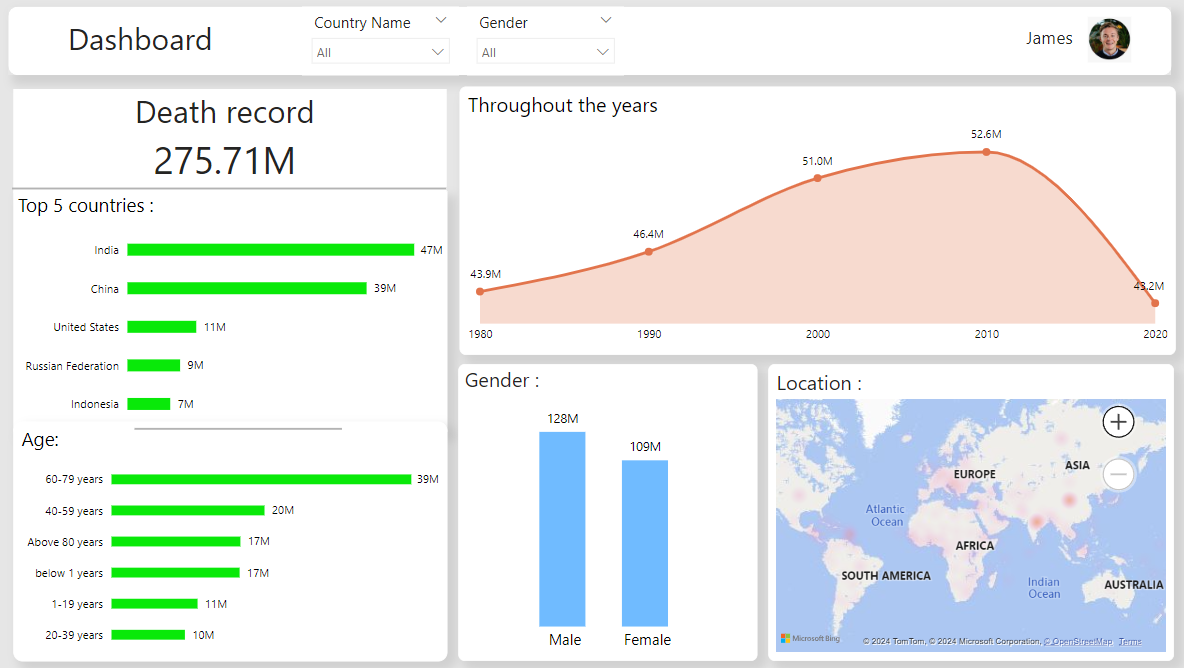 Dashboard
Country Name
All
Gender
All
James
Death record
275.71M
Top 5 countries :
India 47M
China 39M
United States 11M
Russian Federation 9M
Indonesia 7M
Age:
60-79 years 39M
40-59 years 20M
Above 80 years 17M
below 1 years 17M
1-19 years 11M
20-39 years 10M
Throughout the years
43.9M
46.4M
51.0M
52.6M
43.2M
1980 1990 2000 2010 2020
Gender :
128M
109M
Male Female
Location :
EUROPE
ASIA
Atlantic
Ocean
AFRICA
SOUTH AMERICA
Indian
Ocean
AUSTRALIA
Microsoft Bing
© 2024 TomTom, © 2024 Microsoft Corporation, © OpenStreetMap Terms